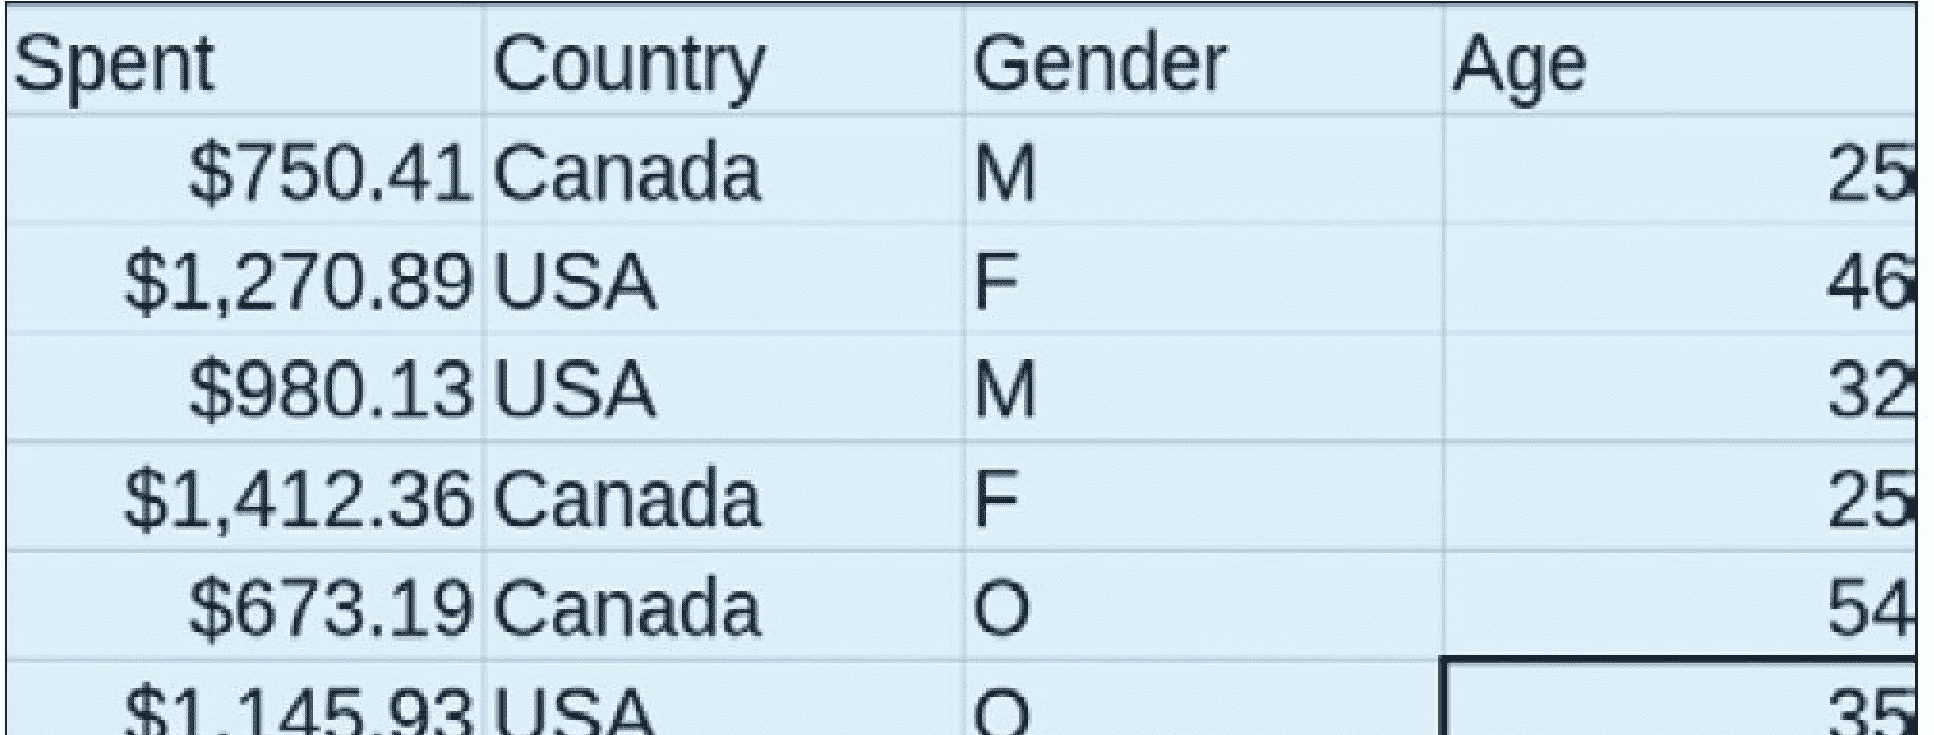 Spent Country Gender Age
$750.41 Canada M 25
$1,270.89 USA F 46
$980.13 USA M 32
$1,412.36 Canada F 25
$673.19 Canada O 54
$1,145.93 USA O 35